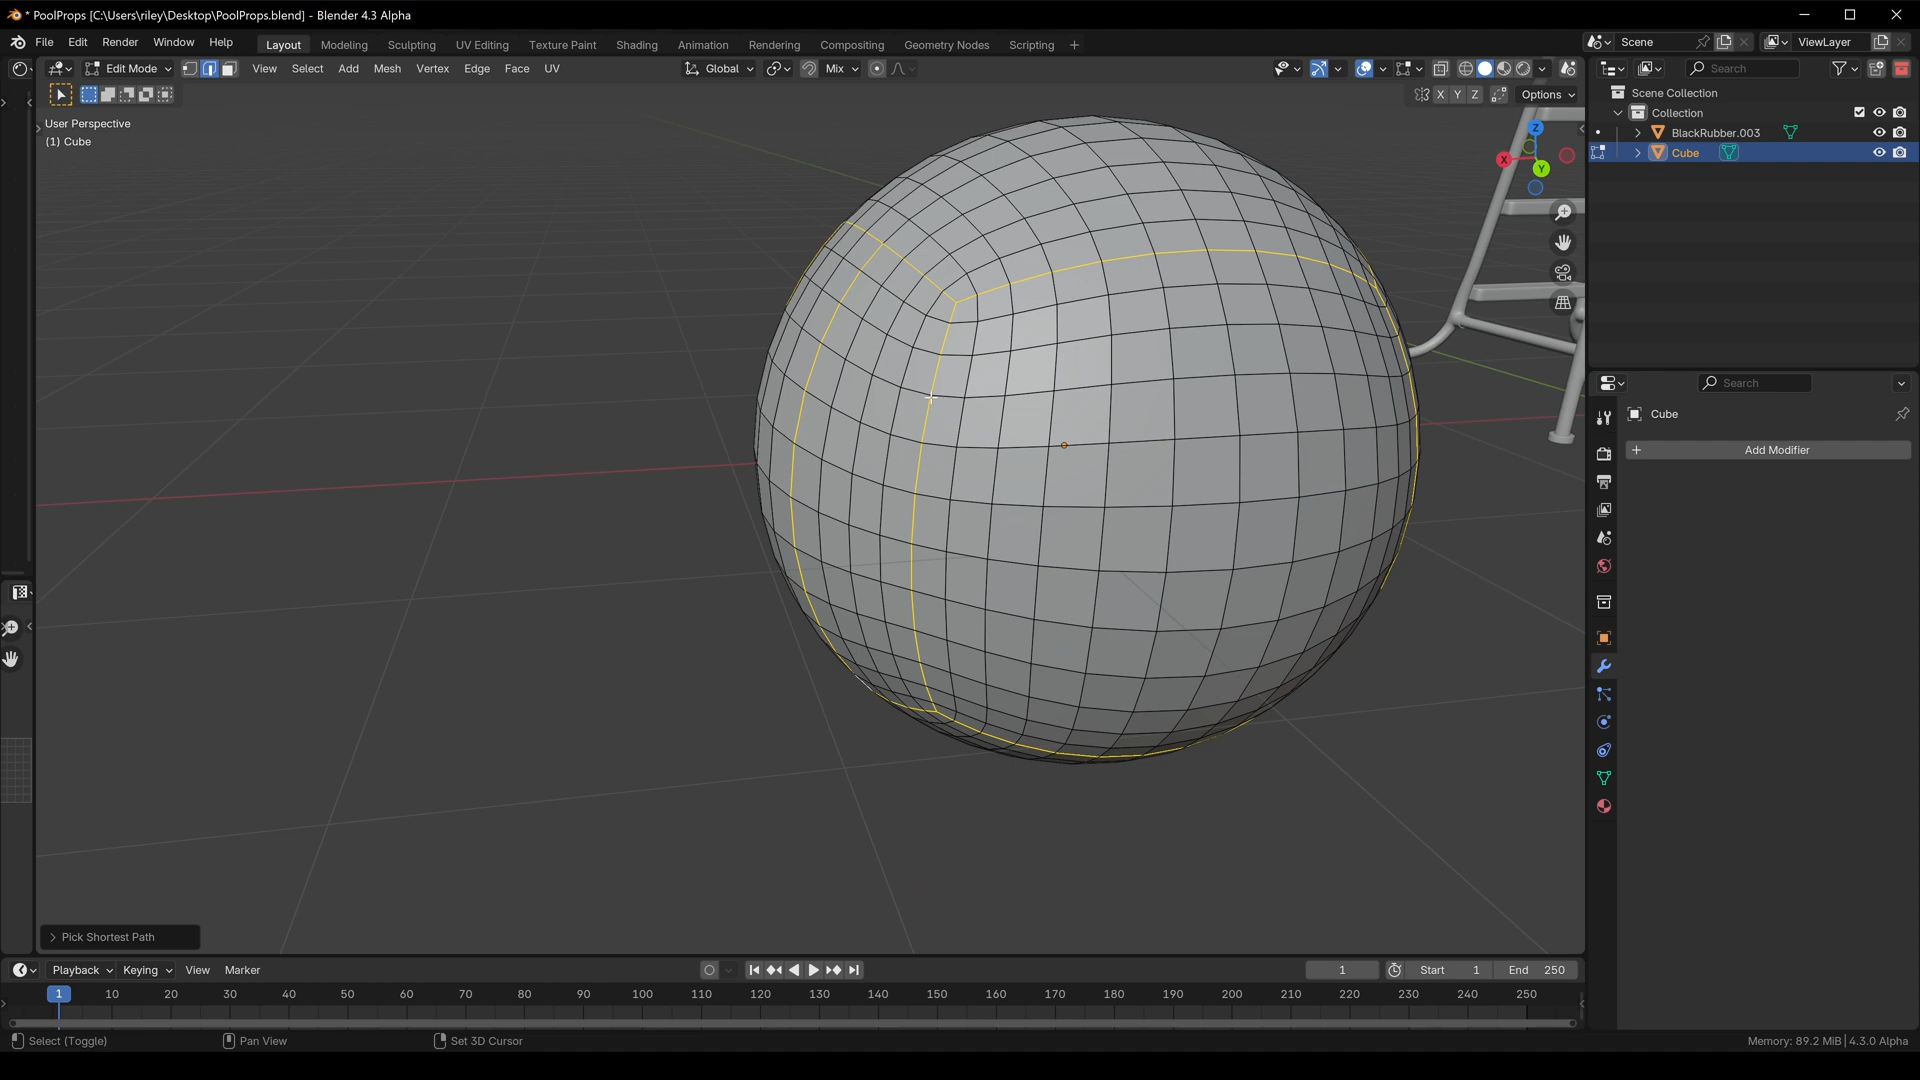 * PoolProps [C:\Users\riley\Desktop\PoolProps.blend] - Blender 4.3 Alpha
File Edit Render Window Help Layout Modeling Sculpting UV Editing Texture Paint Shading Animation Rendering Compositing Geometry Nodes Scripting + Scene ViewLayer
Edit Mode View Select Add Mesh Vertex Edge Face UV Global Mix Search
X Y Z Options
Scene Collection
User Perspective
(1) Cube
Collection
BlackRubber.003
Cube
Z
X
Y
Search
Cube
+ Add Modifier
Pick Shortest Path
Playback Keying View Marker 1 Start 1 End 250
1 10 20 30 40 50 60 70 80 90 100 110 120 130 140 150 160 170 180 190 200 210 220 230 240 250
Select (Toggle) Pan View Set 3D Cursor Memory: 89.2 MiB | 4.3.0 Alpha